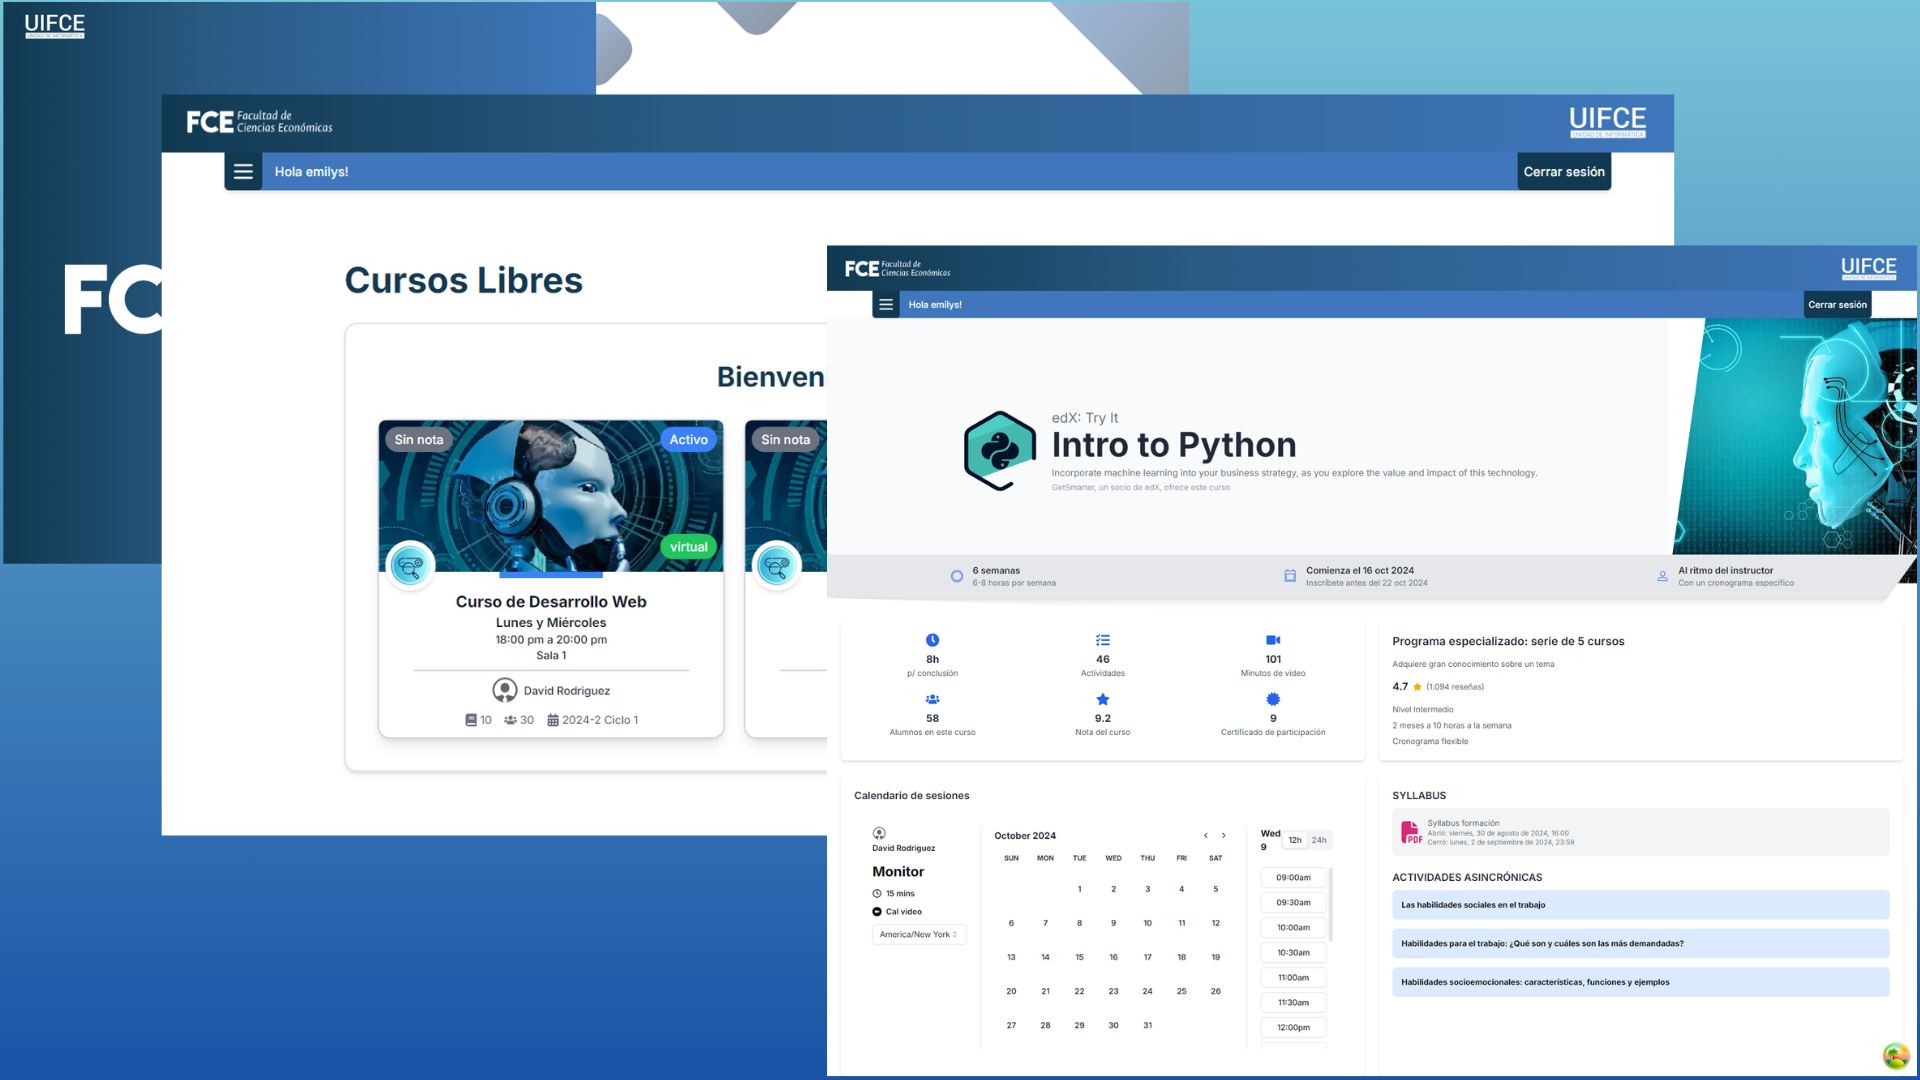 UIFCE
UNIDAD DE INFORMÁTICA
FC
FCE Facultad de
Ciencias Económicas
UIFCE
UNIDAD DE INFORMÁTICA
Hola emilys!
Cerrar sesión
Cursos Libres
Bienveni
Sin nota
Activo
virtual
Curso de Desarrollo Web
Lunes y Miércoles
18:00 pm a 20:00 pm
Sala 1
David Rodriguez
10 30 2024-2 Ciclo 1
Sin nota
FCE Facultad de
Ciencias Económicas
UIFCE
UNIDAD DE INFORMÁTICA
Hola emilys!
Cerrar sesión
edX: Try It
Intro to Python
Incorporate machine learning into your business strategy, as you explore the value and impact of this technology.
GetSmarter, un socio de edX, ofrece este curso
6 semanas
6-8 horas por semana
Comienza el 16 oct 2024
Inscríbete antes del 22 oct 2024
Al ritmo del instructor
Con un cronograma específico
8h
p/ conclusión
46
Actividades
101
Minutos de video
58
Alumnos en este curso
9.2
Nota del curso
9
Certificado de participación
Programa especializado: serie de 5 cursos
Adquiere gran conocimiento sobre un tema
4.7 (1.094 reseñas)
Nivel Intermedio
2 meses a 10 horas a la semana
Cronograma flexible
Calendario de sesiones
David Rodriguez
Monitor
15 mins
Cal video
America/New York
October 2024
SUN MON TUE WED THU FRI SAT
1 2 3 4 5
6 7 8 9 10 11 12
13 14 15 16 17 18 19
20 21 22 23 24 25 26
27 28 29 30 31
Wed
9
12h 24h
09:00am
09:30am
10:00am
10:30am
11:00am
11:30am
12:00pm
SYLLABUS
PDF
Syllabus formación
Abrió: viernes, 30 de agosto de 2024, 16:00
Cerró: lunes, 2 de septiembre de 2024, 23:59
ACTIVIDADES ASINCRÓNICAS
Las habilidades sociales en el trabajo
Habilidades para el trabajo: ¿Qué son y cuáles son las más demandadas?
Habilidades socioemocionales: características, funciones y ejemplos